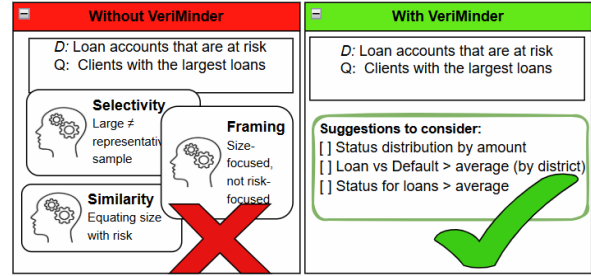 Without VeriMinder
D: Loan accounts that are at risk
Q: Clients with the largest loans
Selectivity
Large ≠
representativ
sample
Framing
Size-
focused,
not risk-
focused
Similarity
Equating size
with risk
With VeriMinder
D: Loan accounts that are at risk
Q: Clients with the largest loans
Suggestions to consider:
[ ] Status distribution by amount
[ ] Loan vs Default > average (by district)
[ ] Status for loans > average